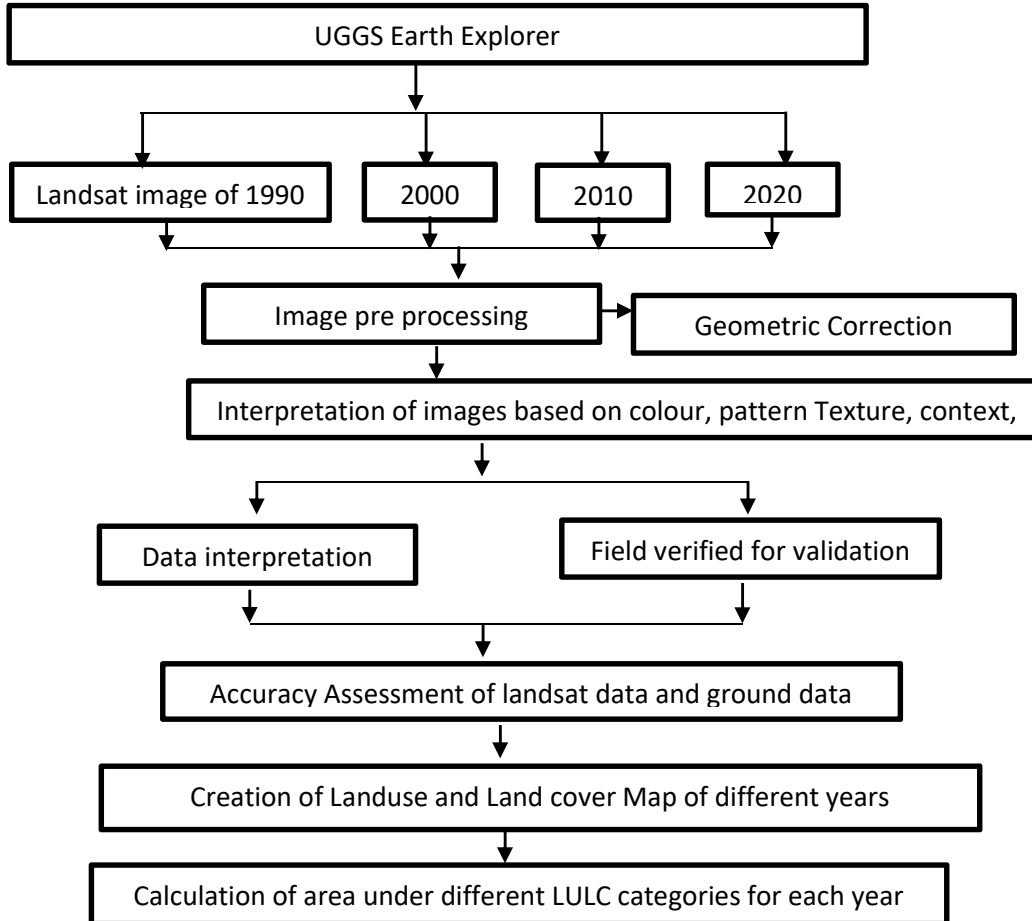 UGGS Earth Explorer
Landsat image of 1990
2000
2010
2020
Image pre processing
Geometric Correction
Interpretation of images based on colour, pattern Texture, context,
Data interpretation
Field verified for validation
Accuracy Assessment of landsat data and ground data
Creation of Landuse and Land cover Map of different years
Calculation of area under different LULC categories for each year